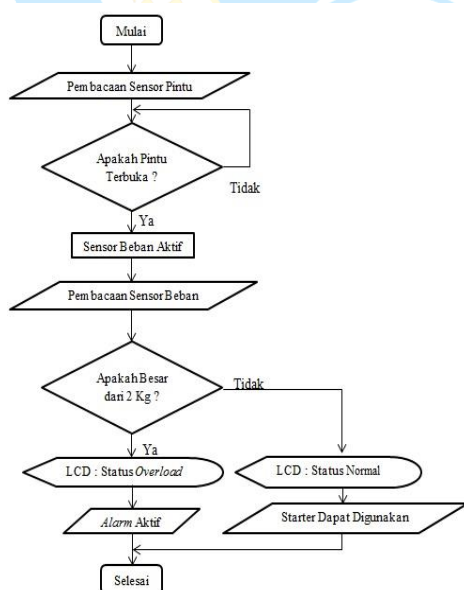 Mulai
Pembacaan Sensor Pintu
Apakah Pintu
Terbuka ?
Tidak
Ya
Sensor Beban Aktif
Pembacaan Sensor Beban
Apakah Besar
dari 2 Kg ?
Tidak
Ya
LCD : Status Overload
LCD : Status Normal
Alarm Aktif
Starter Dapat Digunakan
Selesai